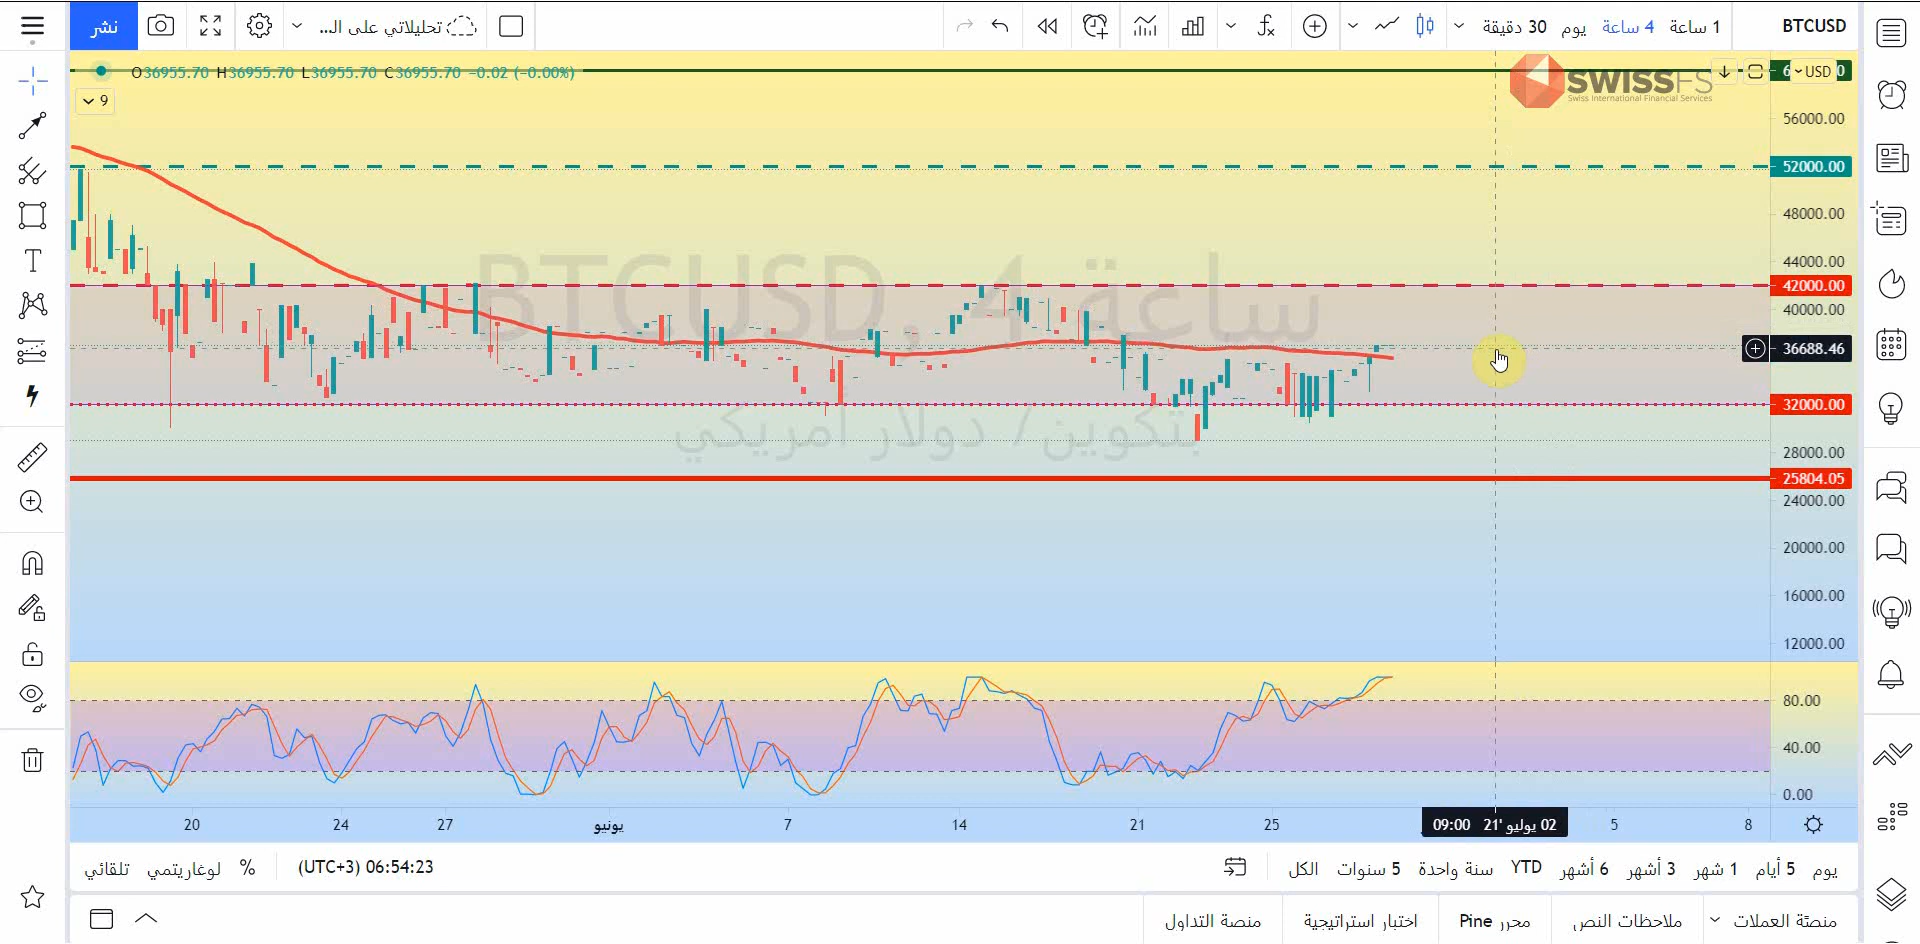 نشر
تحليلاتي على الـ...
30 دقيقة
يوم
4 ساعة
1 ساعة
BTCUSD
O36955.70 H36955.70 L36955.70 C36955.70 −0.02 (−0.00%)
9
SWISSFS
Swiss International Financial Services
USD
56000.00
52000.00
48000.00
44000.00
42000.00
40000.00
36688.46
32000.00
28000.00
25804.05
24000.00
20000.00
16000.00
12000.00
BTCUSD, 4 ساعة
بتكوين/ دولار أمريكي
80.00
40.00
0.00
20
24
27
يونيو
7
14
21
25
02 يوليو '21 09:00
5
8
تلقائي
لوغاريتمي
%
06:54:23 (UTC+3)
الكل
5 سنوات
سنة واحدة
YTD
6 أشهر
3 أشهر
1 شهر
5 أيام
يوم
منصة التداول
اختبار استراتيجية
محرر Pine
ملاحظات النص
منصئة العملات